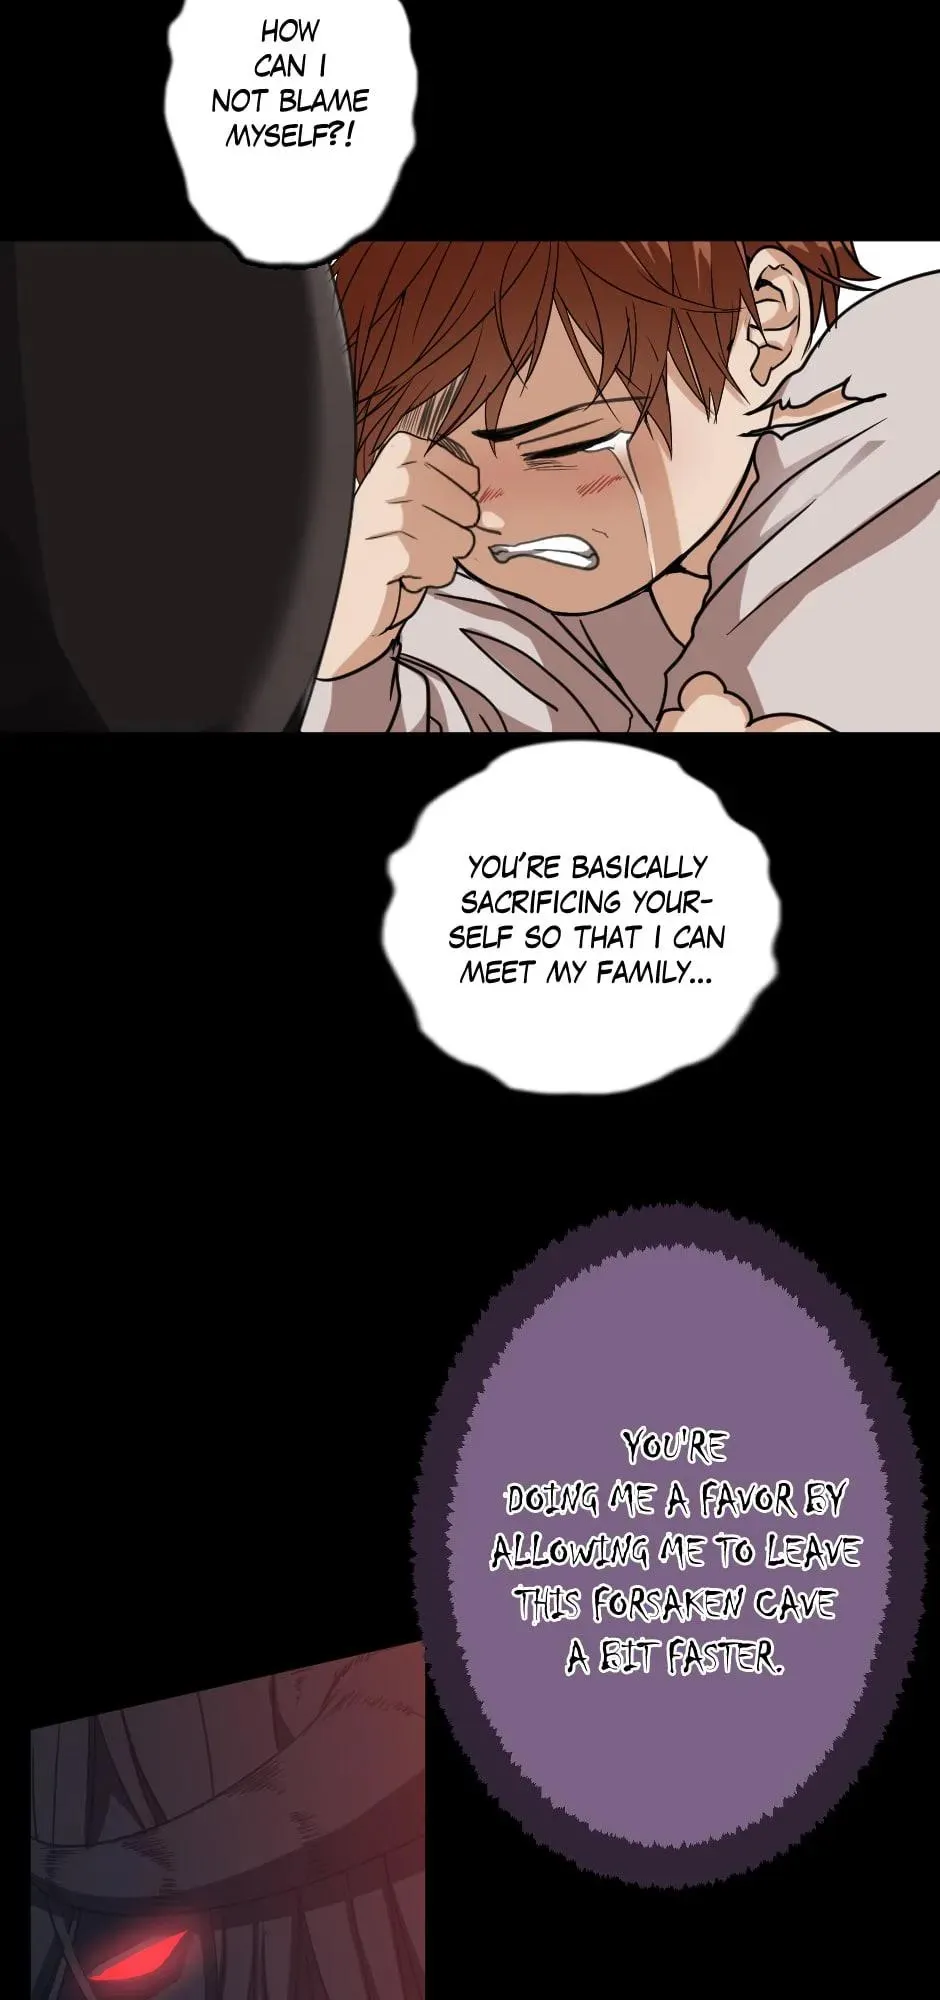 HOW
CAN I
NOT BLAME
MYSELF?!
YOU'RE BASICALLY
SACRIFICING YOUR-
SELF SO THAT I CAN
MEET MY FAMILY...
YOU'RE
DOING ME A FAVOR BY
ALLOWING ME TO LEAVE
THIS FORSAKEN CAVE
A BIT FASTER.